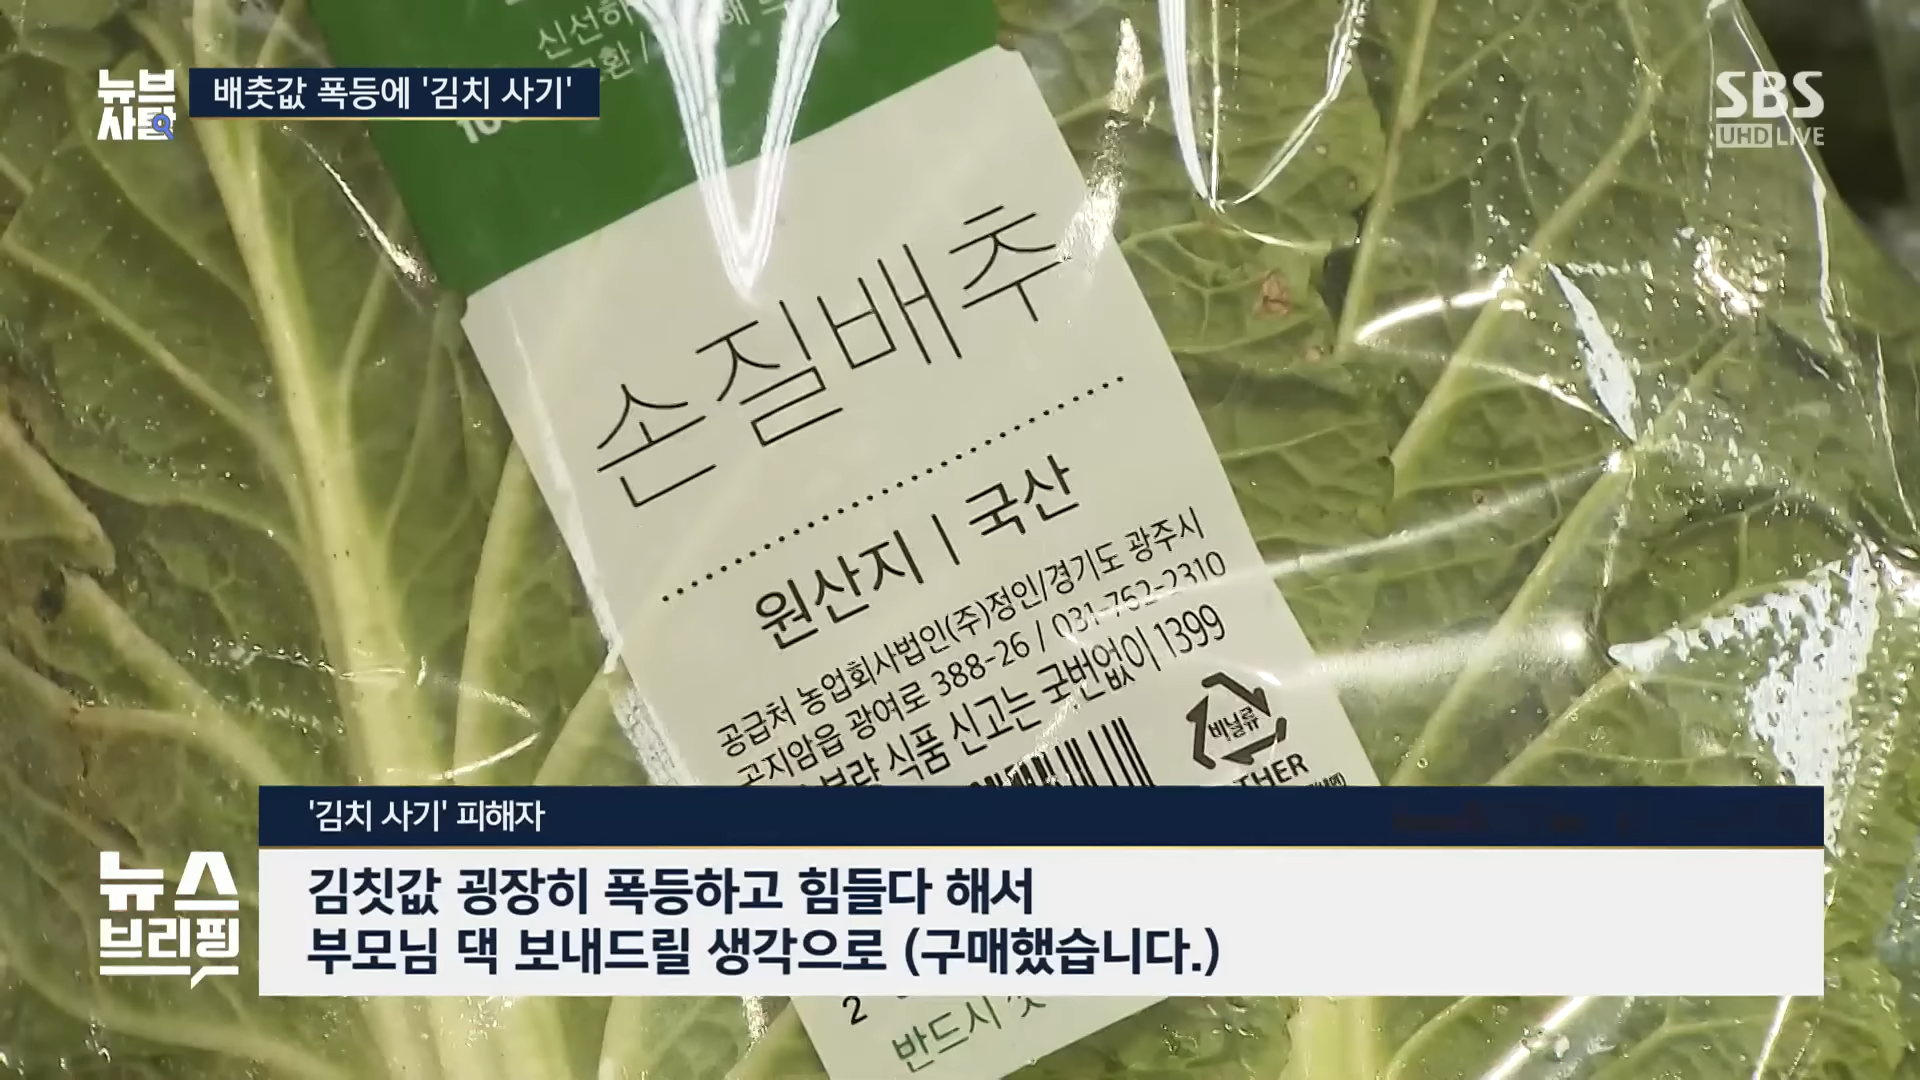 뉴브
사탐
배춧값 폭등에 '김치 사기'
SBS
UHD LIVE
손질배추
원산지 | 국산
공급처 농업회사법인(주)정인/경기도 광주시
곤지암읍 광여로 388-26 / 031-762-2310
식품 신고는 국번없이 1399
비닐류
'김치 사기' 피해자
뉴스
브리핑
김칫값 굉장히 폭등하고 힘들다 해서
부모님 댁 보내드릴 생각으로 (구매했습니다.)
2
반드시